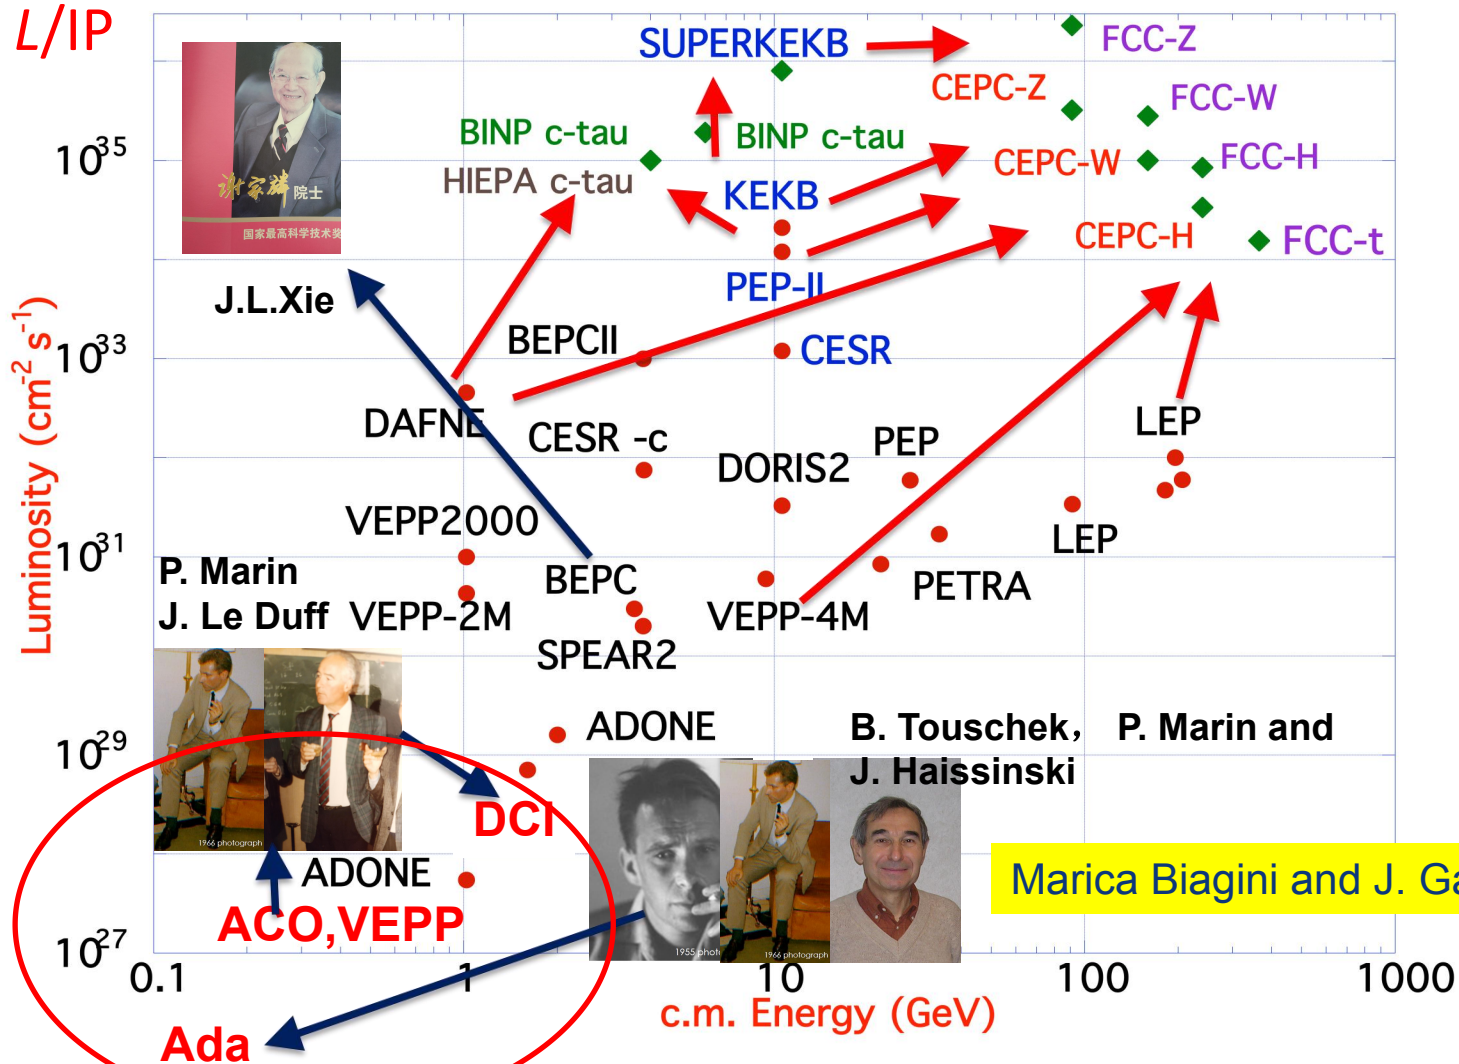 L/IP
SUPERKEKB
FCC-Z
CEPC-Z
FCC-W
BINP c-tau
BINP c-tau
10^35
CEPC-W
FCC-H
HIEPA c-tau
KEKB
谢家麟 院士
国家最高科学技术奖
CEPC-H
FCC-t
PEP-II
J.L.Xie
BEPCII
CESR
10^33
DAFNE
CESR -c
PEP
LEP
DORIS2
Luminosity (cm^-2 s^-1)
VEPP2000
LEP
10^31
P. Marin
BEPC
PETRA
J. Le Duff
VEPP-2M
VEPP-4M
SPEAR2
ADONE
B. Touschek， P. Marin and
J. Haissinski
10^29
DCI
1966 photograph
ADONE
Marica Biagini and J. Ga
ACO,VEPP
1955 phot
1966 photograph
10^27
0.1
1
10
100
1000
c.m. Energy (GeV)
Ada